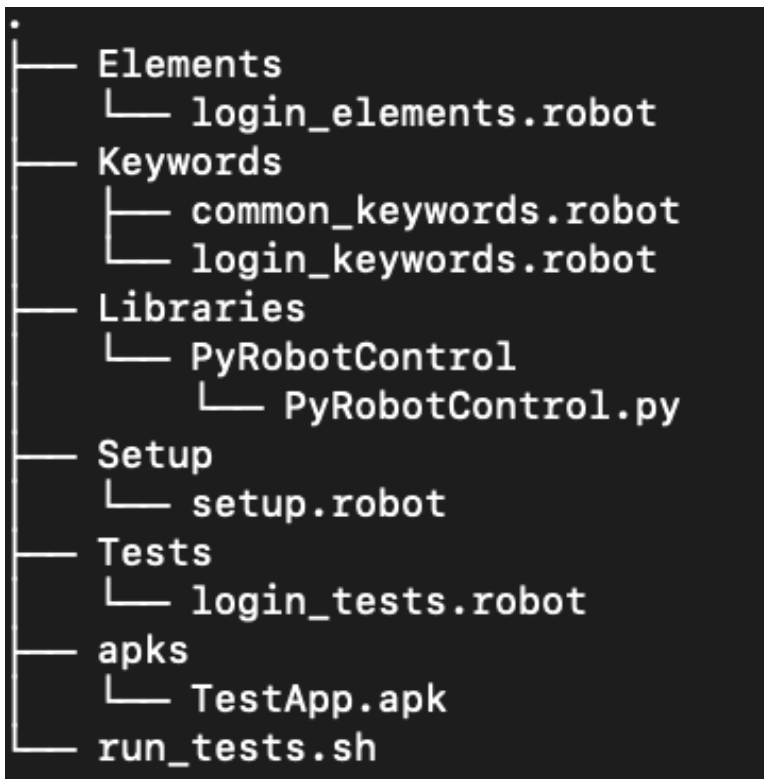 .
├── Elements
│   └── login_elements.robot
├── Keywords
│   ├── common_keywords.robot
│   └── login_keywords.robot
├── Libraries
│   └── PyRobotControl
│       └── PyRobotControl.py
├── Setup
│   └── setup.robot
├── Tests
│   └── login_tests.robot
├── apks
│   └── TestApp.apk
└── run_tests.sh